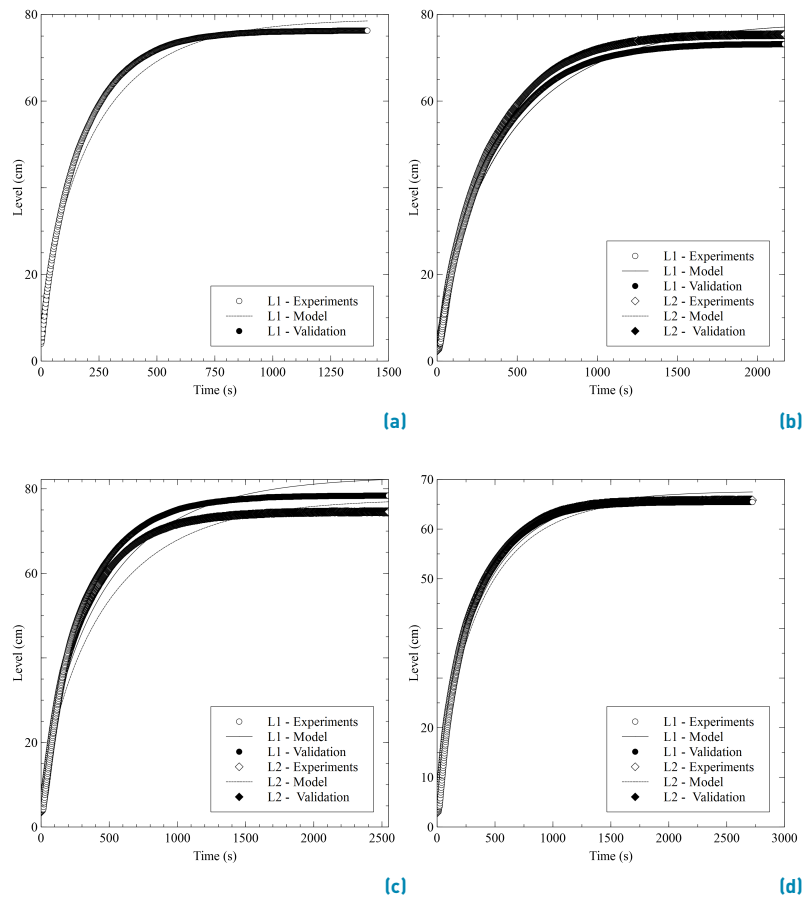 80
60
20
0
Level (cm)
0 250 500 750 1000 1250 1500
Time (s)
L1 - Experiments
L1 - Model
L1 - Validation
(a)
80
60
20
0
Level (cm)
0 500 1000 1500 2000
Time (s)
L1 - Experiments
L1 - Model
L1 - Validation
L2 - Experiments
L2 - Model
L2 - Validation
(b)
80
60
20
0
Level (cm)
0 500 1000 1500 2000 2500
Time (s)
L1 - Experiments
L1 - Model
L1 - Validation
L2 - Experiments
L2 - Model
L2 - Validation
(c)
70
50
20
10
0
Level (cm)
0 500 1000 1500 2000 2500 3000
Time (s)
L1 - Experiments
L1 - Model
L1 - Validation
L2 - Experiments
L2 - Model
L2 - Validation
(d)